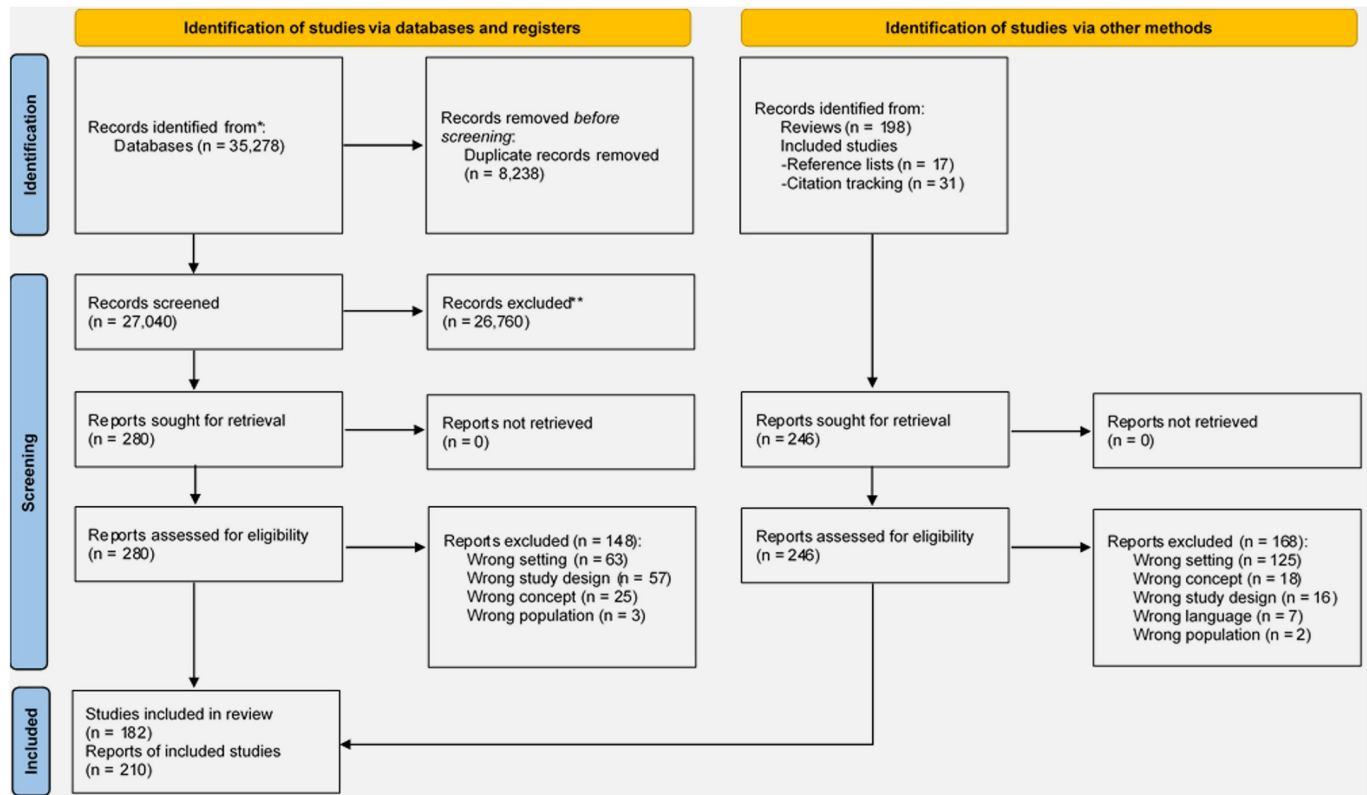 Identification of studies via databases and registers
Identification of studies via other methods
Identification
Records identified from*:
Databases (n = 35,278)
Records removed before
screening:
Duplicate records removed
(n = 8,238)
Records identified from:
Reviews (n = 198)
Included studies
-Reference lists (n = 17)
-Citation tracking (n = 31)
Screening
Records screened
(n = 27,040)
Records excluded**
(n = 26,760)
Reports sought for retrieval
(n = 280)
Reports not retrieved
(n = 0)
Reports sought for retrieval
(n = 246)
Reports not retrieved
(n = 0)
Reports assessed for eligibility
(n = 280)
Reports excluded (n = 148):
Wrong setting (n = 63)
Wrong study design (n = 57)
Wrong concept (n = 25)
Wrong population (n = 3)
Reports assessed for eligibility
(n = 246)
Reports excluded (n = 168):
Wrong setting (n = 125)
Wrong concept (n = 18)
Wrong study design (n = 16)
Wrong language (n = 7)
Wrong population (n = 2)
Included
Studies included in review
(n = 182)
Reports of included studies
(n = 210)